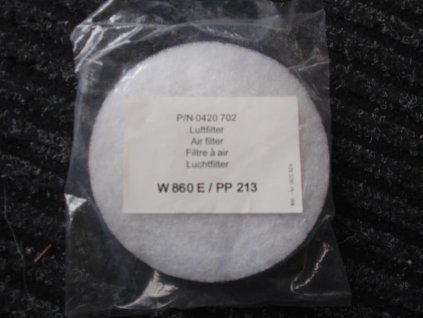 P/N 0420 702
Luftfilter
Air filter
Filtre à air
Luchtfilter
W 860 E / PP 213